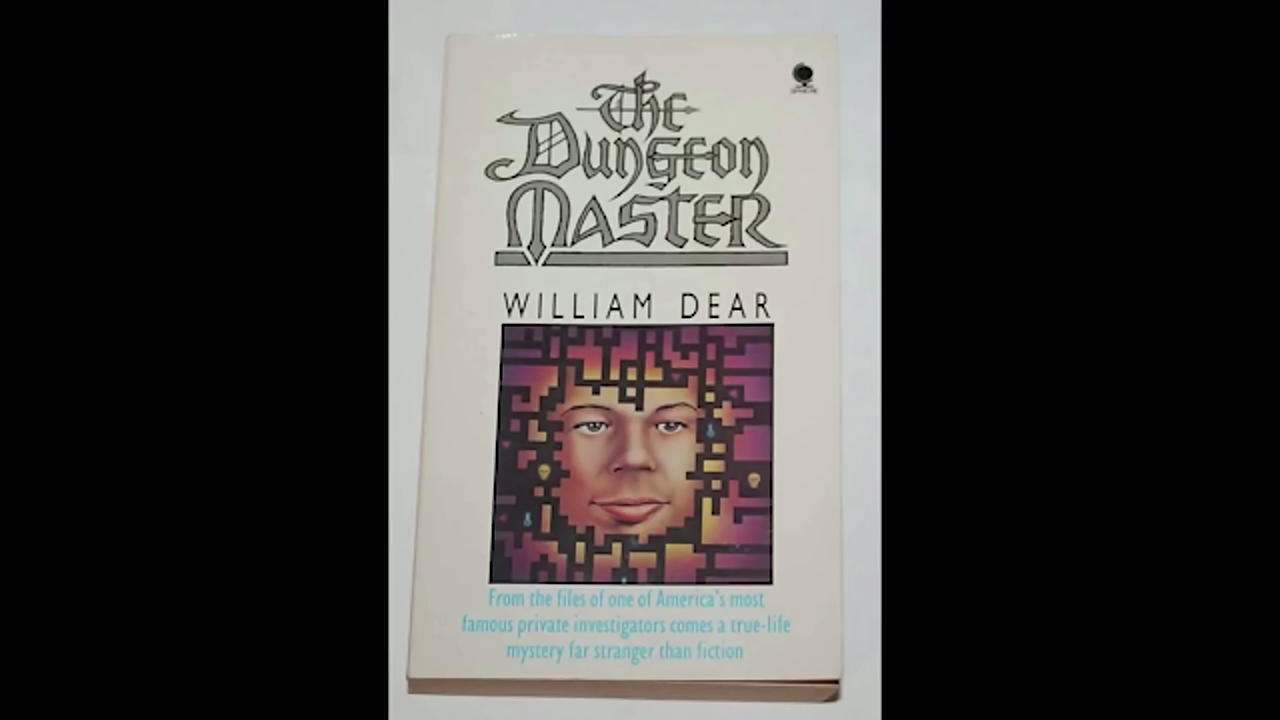 The
Dungeon
MASTER
SPHERE
WILLIAM DEAR
From the files of one of America's most
famous private investigators comes a true-life
mystery far stranger than fiction